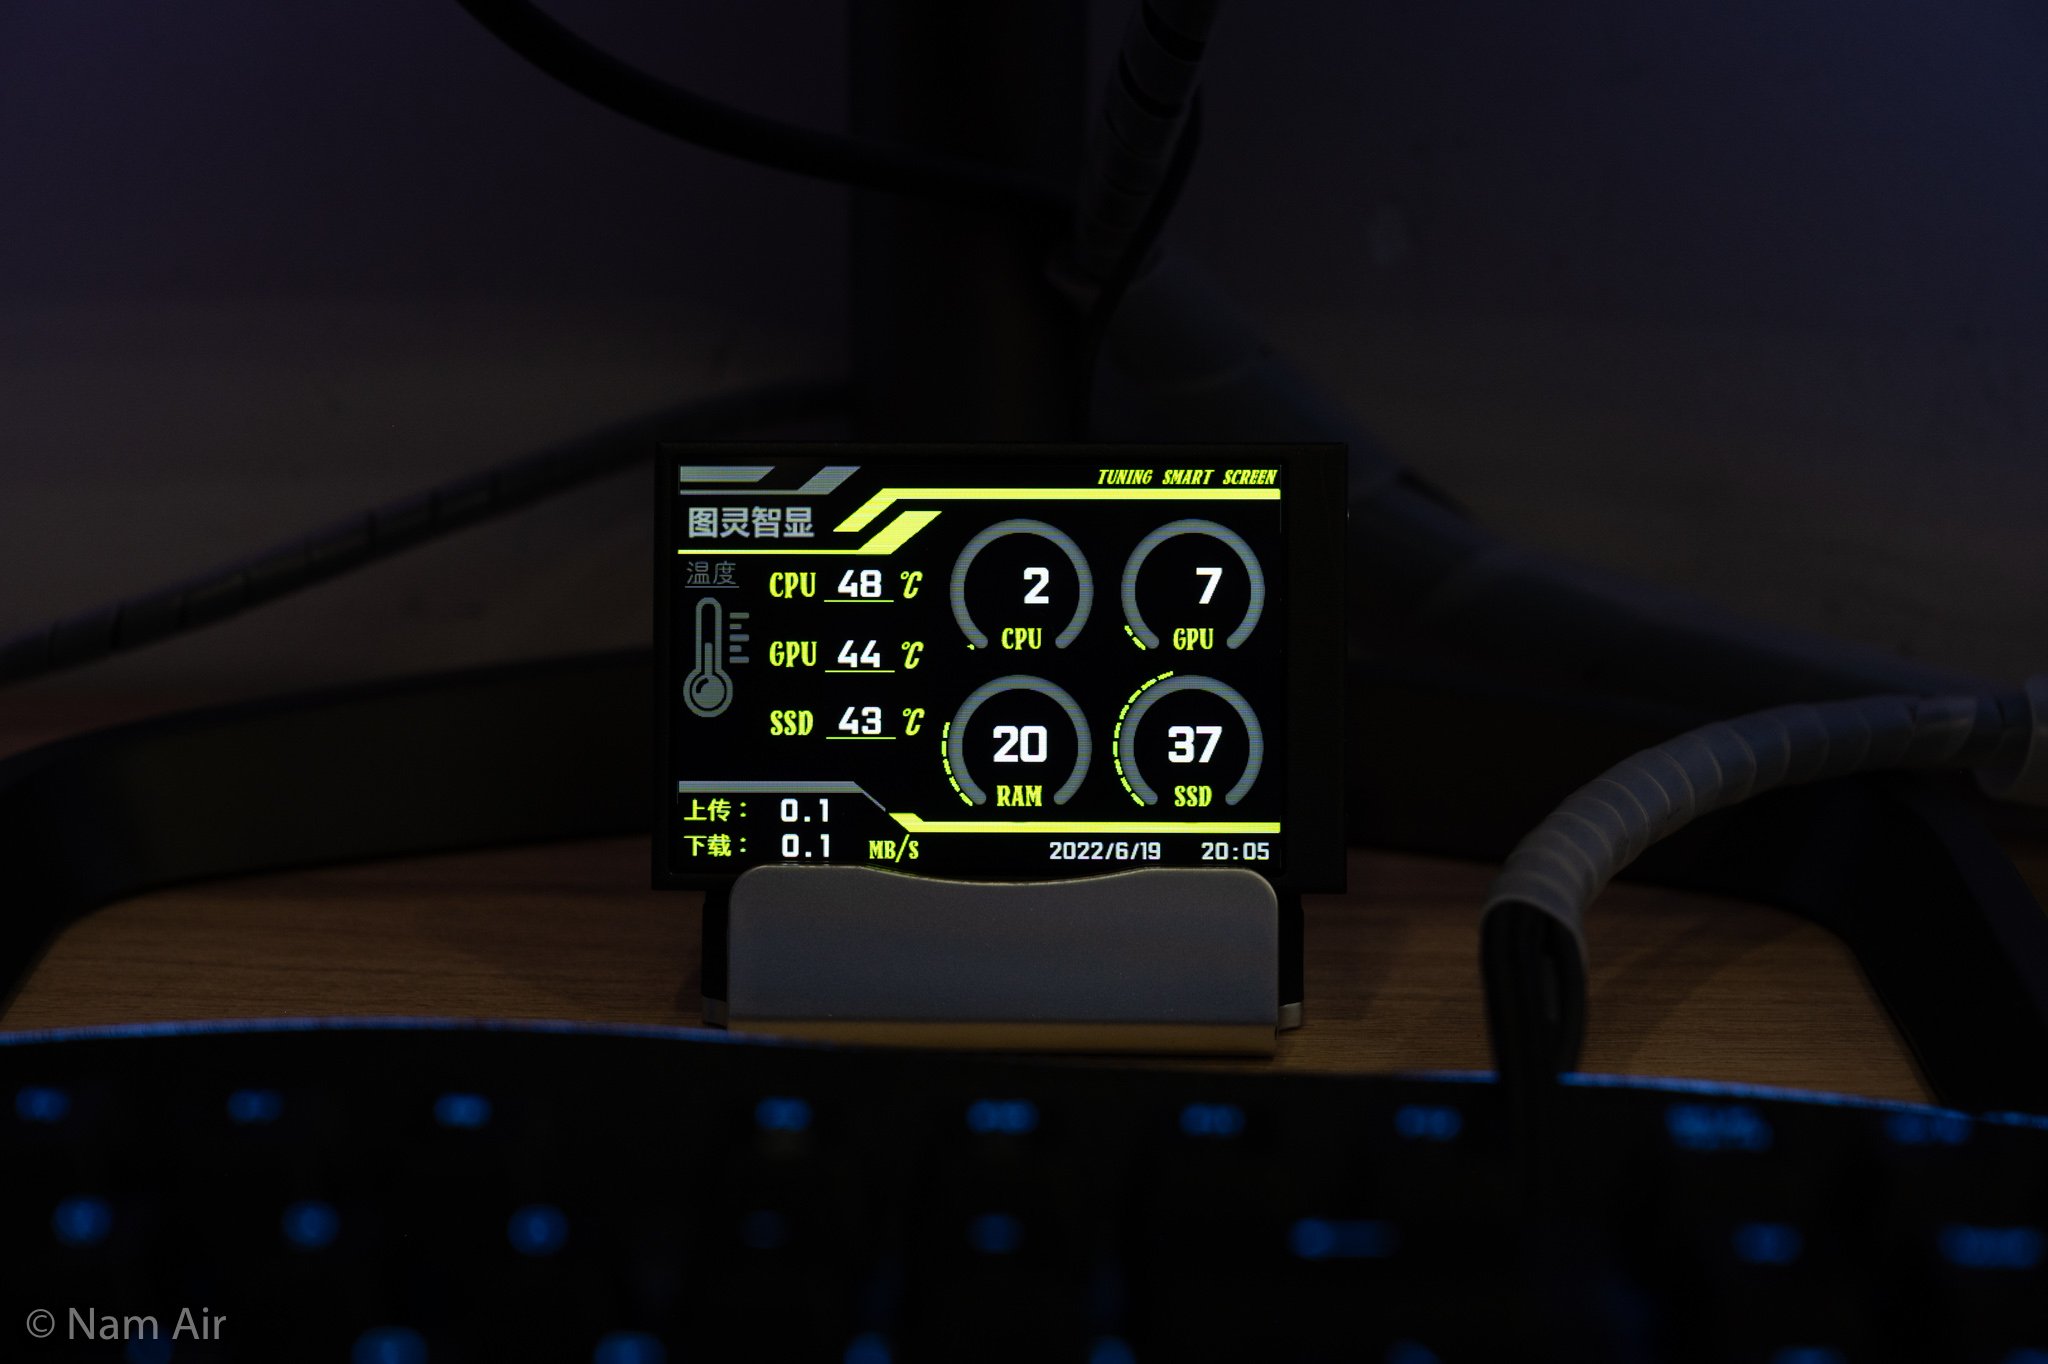 TUNING SMART SCREEN
图灵智显
温度
CPU 48 ℃
GPU 44 ℃
SSD 43 ℃
2
CPU
7
GPU
20
RAM
37
SSD
上传： 0.1
下载： 0.1 MB/S
2022/6/19 20:05
© Nam Air